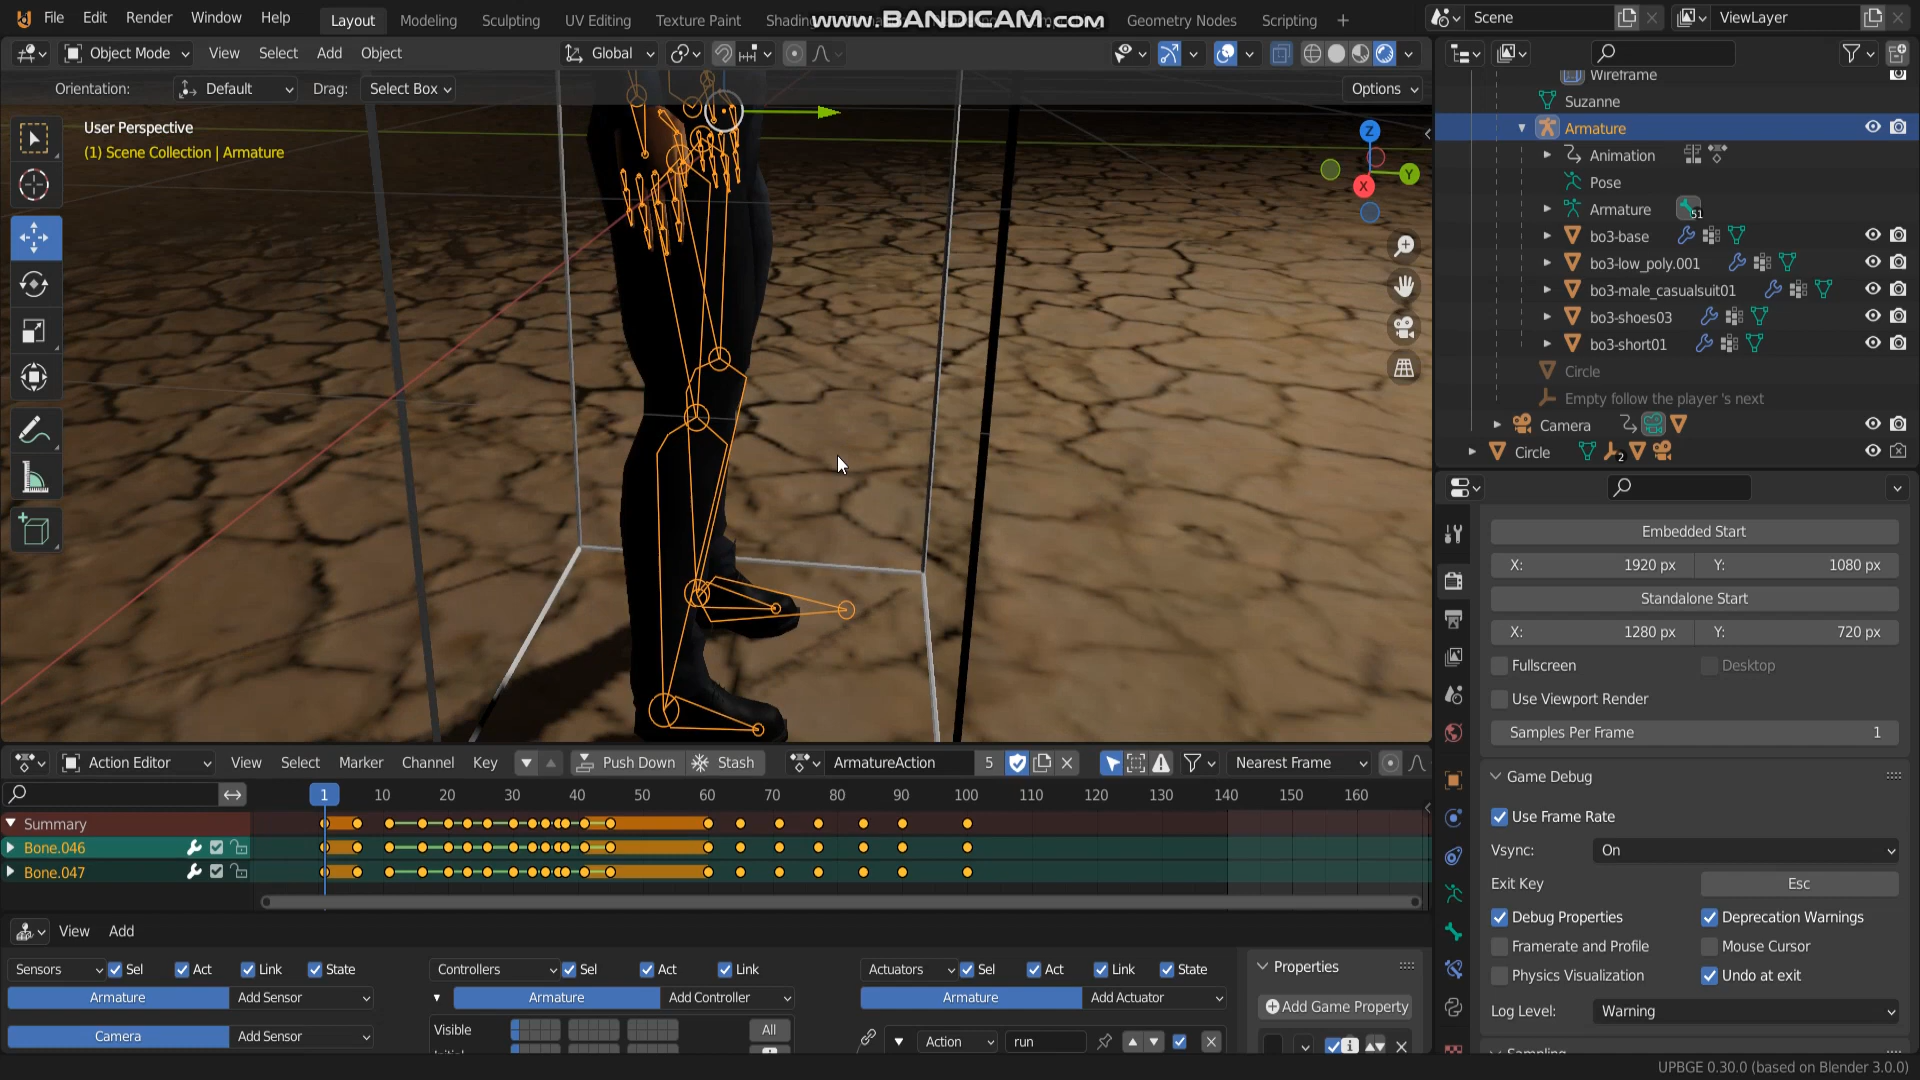 File Edit Render Window Help Layout Modeling Sculpting UV Editing Texture Paint Shading www.BANDICAM.com Geometry Nodes Scripting + Scene ViewLayer
Object Mode View Select Add Object Global
Orientation: Default Drag: Select Box Options
User Perspective
(1) Scene Collection | Armature
Z
Y
X
Wireframe
Suzanne
Armature
Animation
Pose
Armature 51
bo3-base
bo3-low_poly.001
bo3-male_casualsuit01
bo3-shoes03
bo3-short01
Circle
Empty follow the player 's next
Camera
Circle 2
Embedded Start
X: 1920 px Y: 1080 px
Standalone Start
X: 1280 px Y: 720 px
Fullscreen Desktop
Use Viewport Render
Samples Per Frame 1
Game Debug
Use Frame Rate
Vsync: On
Exit Key Esc
Debug Properties Deprecation Warnings
Framerate and Profile Mouse Cursor
Physics Visualization Undo at exit
Log Level: Warning
Action Editor View Select Marker Channel Key Push Down Stash ArmatureAction 5 Nearest Frame
1 10 20 30 40 50 60 70 80 90 100 110 120 130 140 150 160
Summary
Bone.046
Bone.047
View Add
Sensors Sel Act Link State Controllers Sel Act Link Actuators Sel Act Link State Properties
Armature Add Sensor Armature Add Controller Armature Add Actuator Add Game Property
Camera Add Sensor Visible All Action run
UPBGE 0.30.0 (based on Blender 3.0.0)